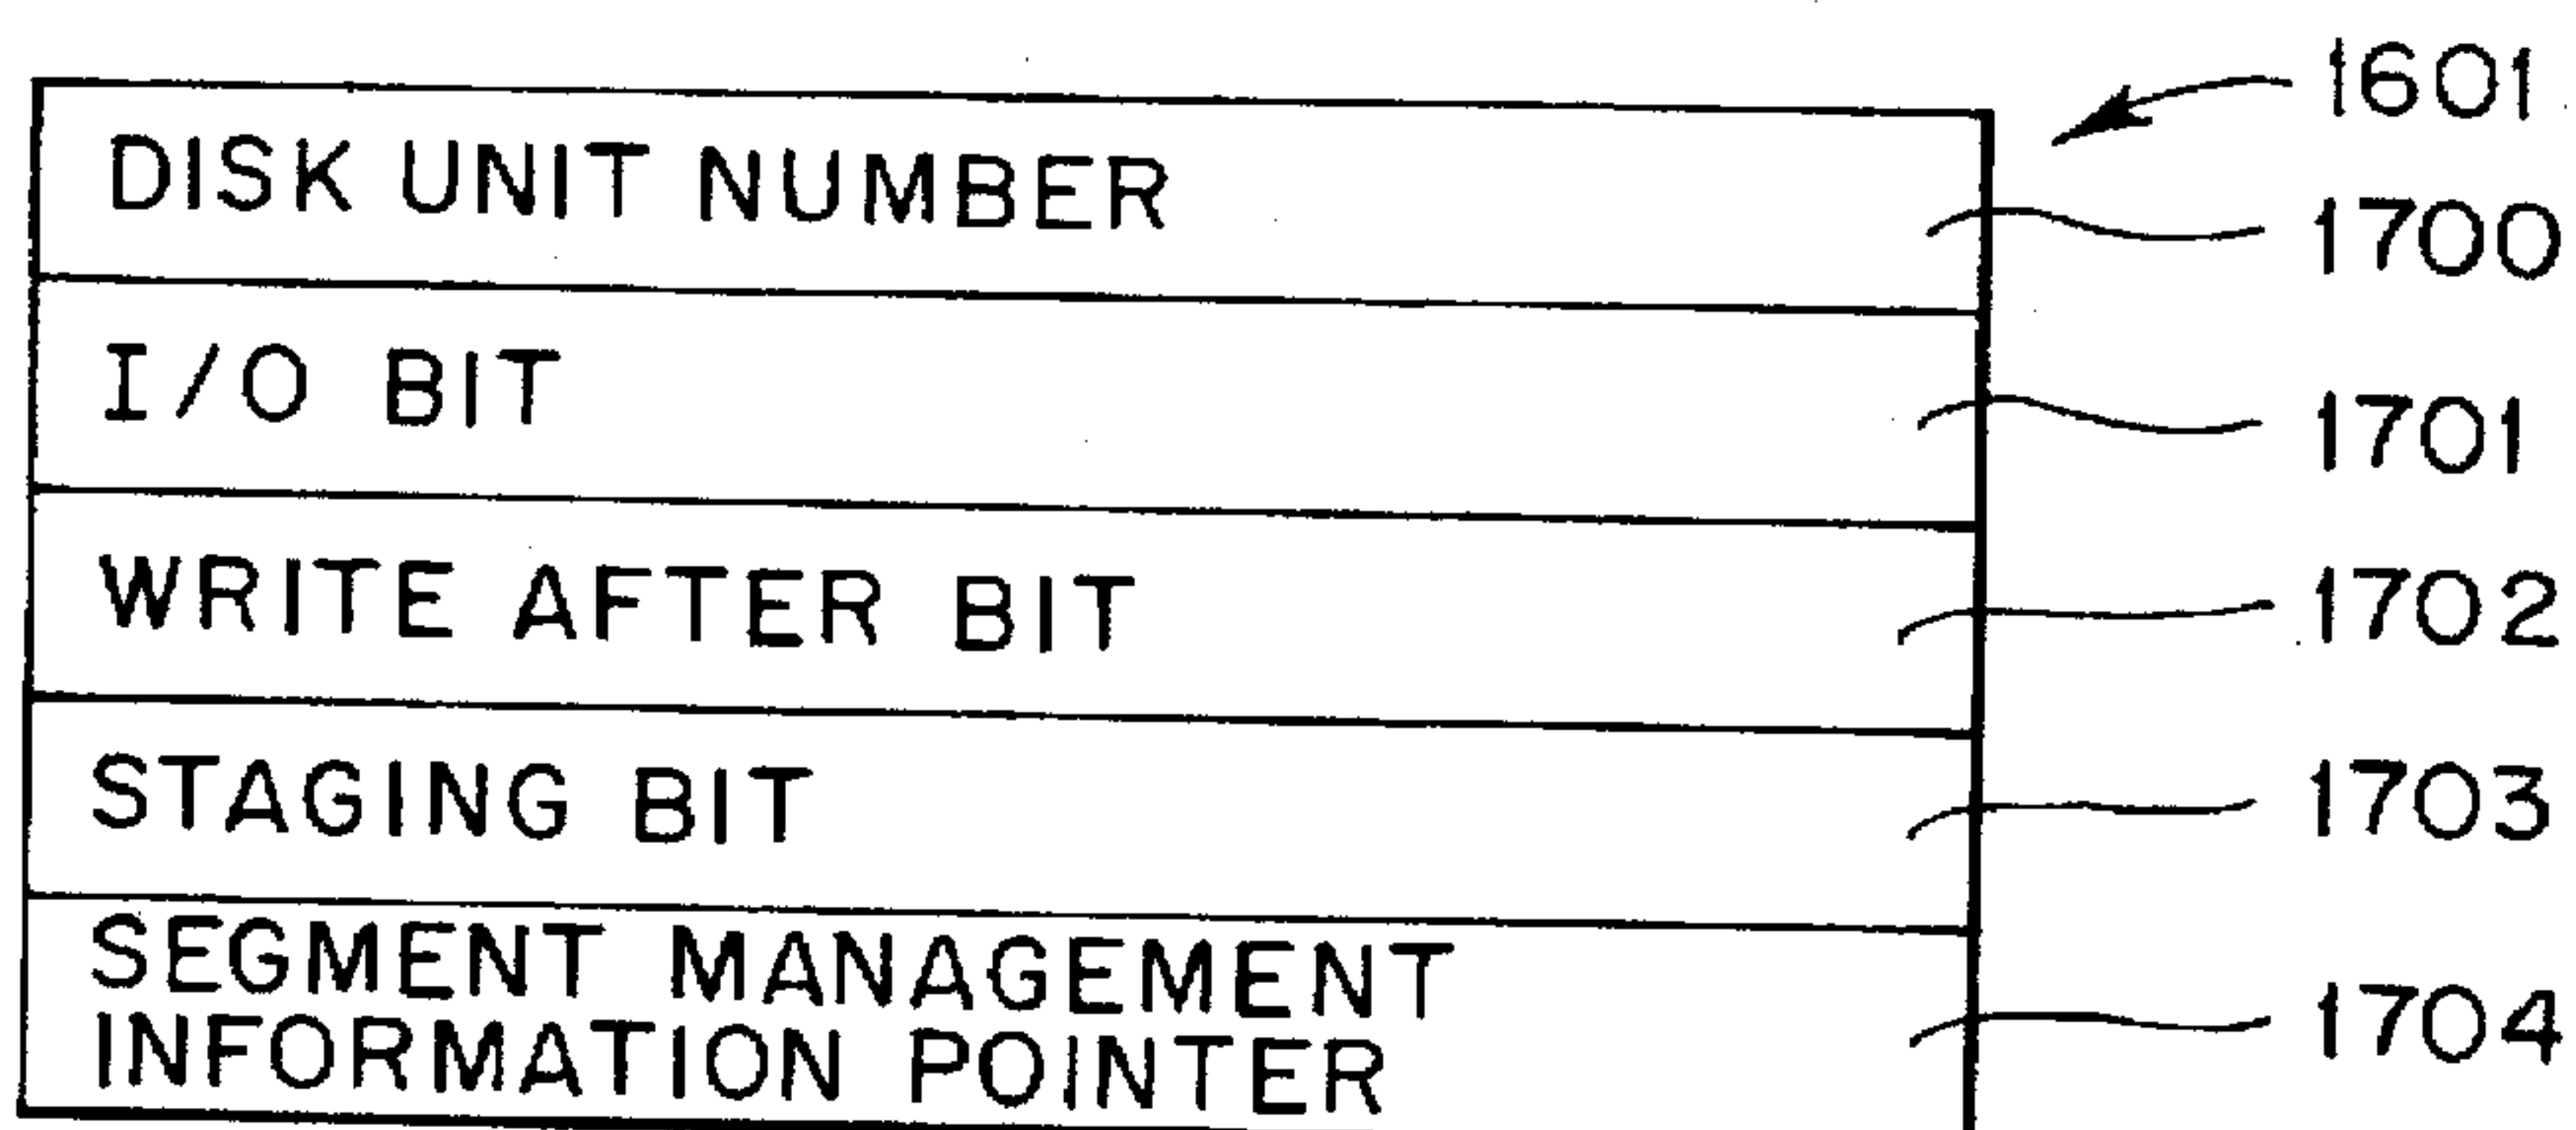 1601
DISK UNIT NUMBER 1700
I/O BIT 1701
WRITE AFTER BIT 1702
STAGING BIT 1703
SEGMENT MANAGEMENT
INFORMATION POINTER 1704